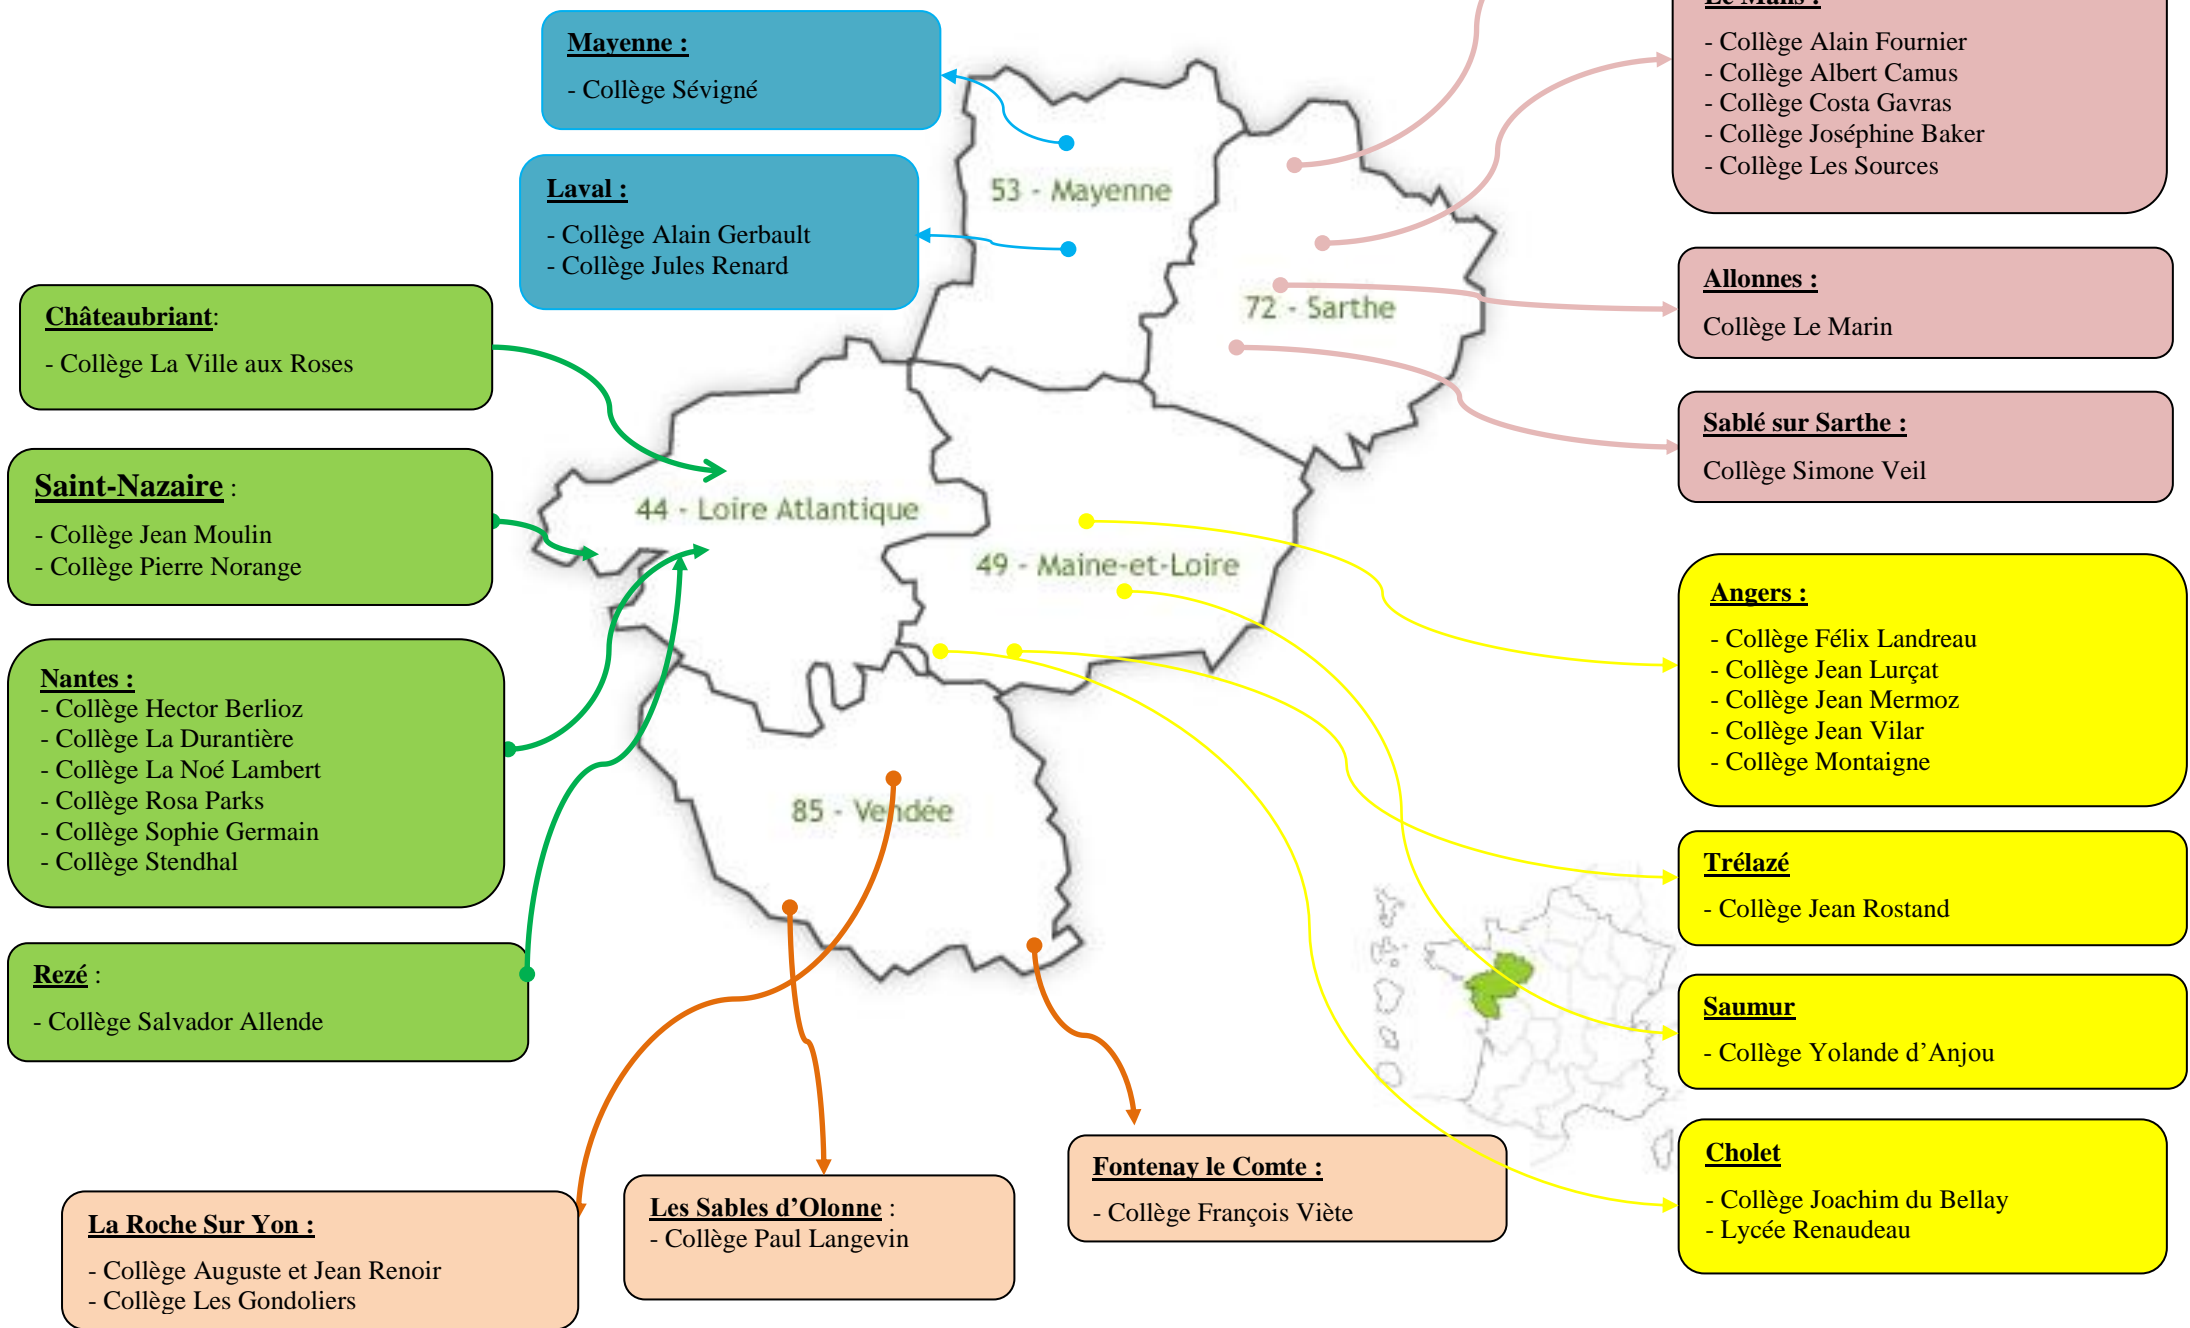 Mayenne :
- Collège Sévigné
Laval :
- Collège Alain Gerbault
- Collège Jules Renard
Châteaubriant:
- Collège La Ville aux Roses
Saint-Nazaire :
- Collège Jean Moulin
- Collège Pierre Norange
Nantes :
- Collège Hector Berlioz
- Collège La Durantière
- Collège La Noé Lambert
- Collège Rosa Parks
- Collège Sophie Germain
- Collège Stendhal
Rezé :
- Collège Salvador Allende
53 - Mayenne
72 - Sarthe
44 - Loire Atlantique
49 - Maine-et-Loire
85 - Vendée
Le Mans :
- Collège Alain Fournier
- Collège Albert Camus
- Collège Costa Gavras
- Collège Joséphine Baker
- Collège Les Sources
Allonnes :
Collège Le Marin
Sablé sur Sarthe :
Collège Simone Veil
Angers :
- Collège Félix Landreau
- Collège Jean Lurçat
- Collège Jean Mermoz
- Collège Jean Vilar
- Collège Montaigne
Trélazé
- Collège Jean Rostand
Saumur
- Collège Yolande d’Anjou
Cholet
- Collège Joachim du Bellay
- Lycée Renaudeau
La Roche Sur Yon :
- Collège Auguste et Jean Renoir
- Collège Les Gondoliers
Les Sables d’Olonne :
- Collège Paul Langevin
Fontenay le Comte :
- Collège François Viète